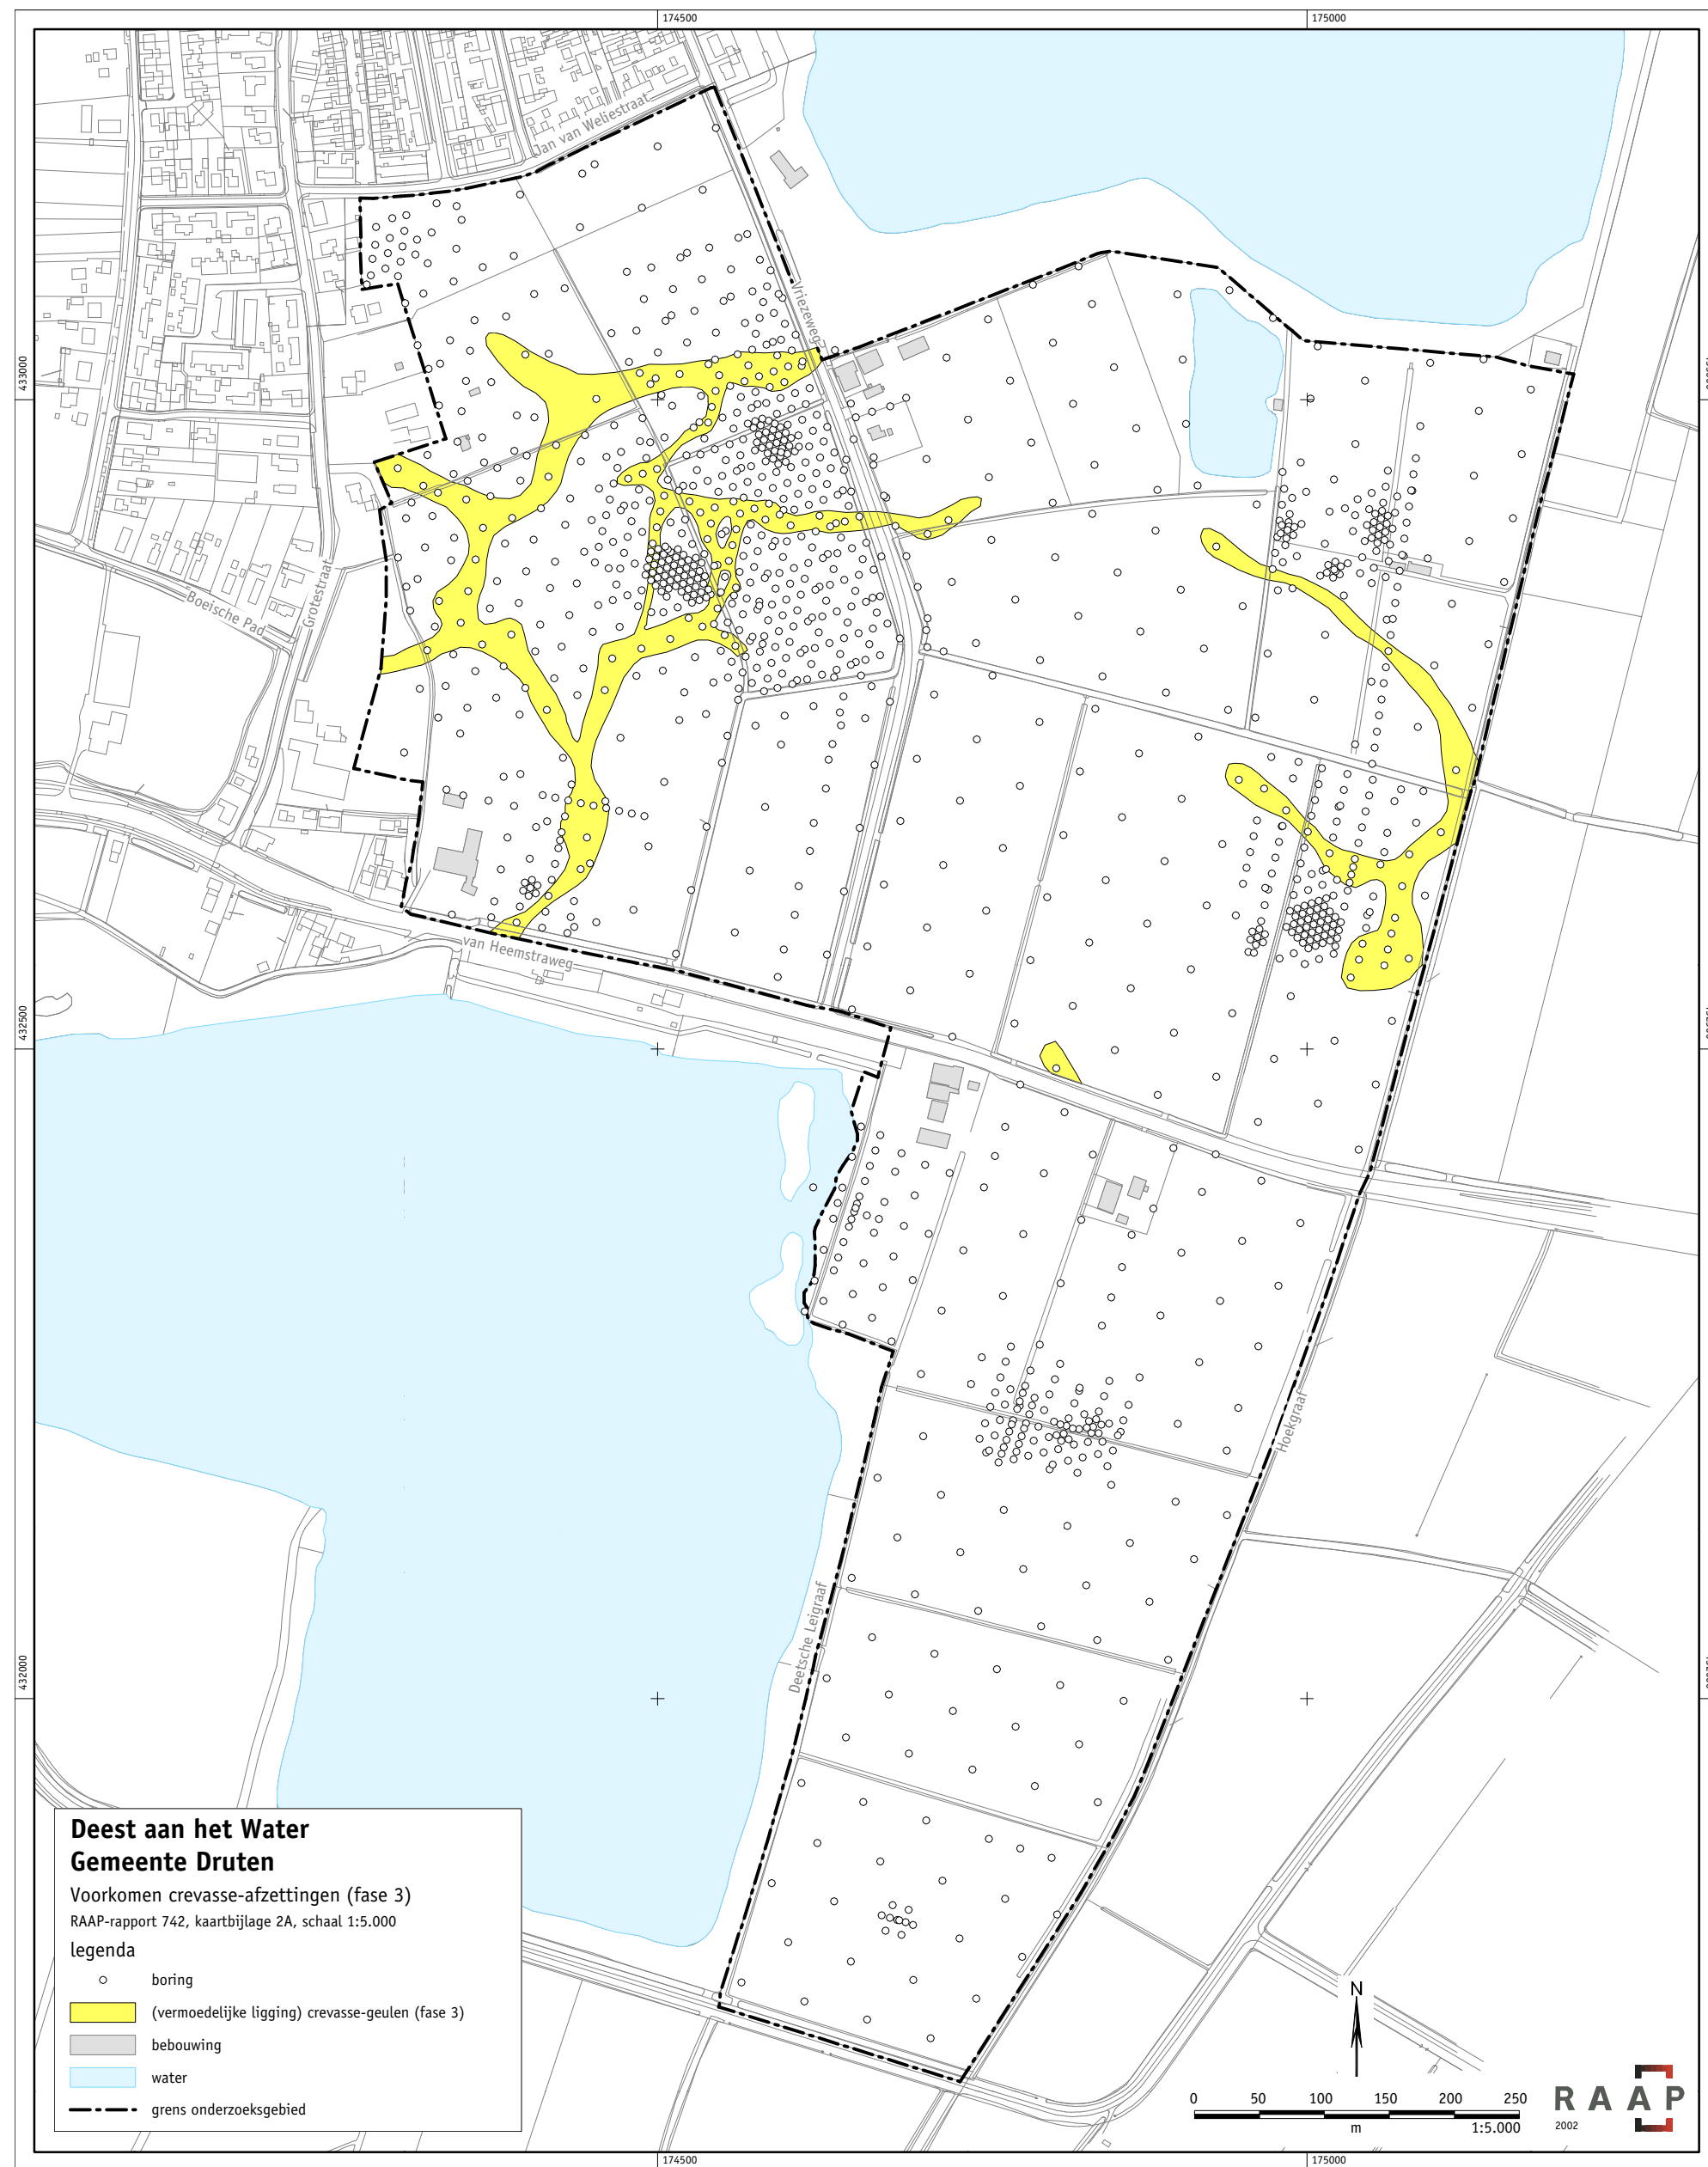 174500
175000
Jan van Weliestraat
Vriezeweg
433000
Grotestraat
Boeische Pad
van Heemstraweg
432500
Hoekgraaf
Deetsche Leigraaf
432000
Deest aan het Water
Gemeente Druten
Voorkomen crevasse-afzettingen (fase 3)
RAAP-rapport 742, kaartbijlage 2A, schaal 1:5.000
legenda
boring
(vermoedelijke ligging) crevasse-geulen (fase 3)
bebouwing
water
grens onderzoeksgebied
N
0 50 100 150 200 250
m 1:5.000
RAAP
2002
174500
175000